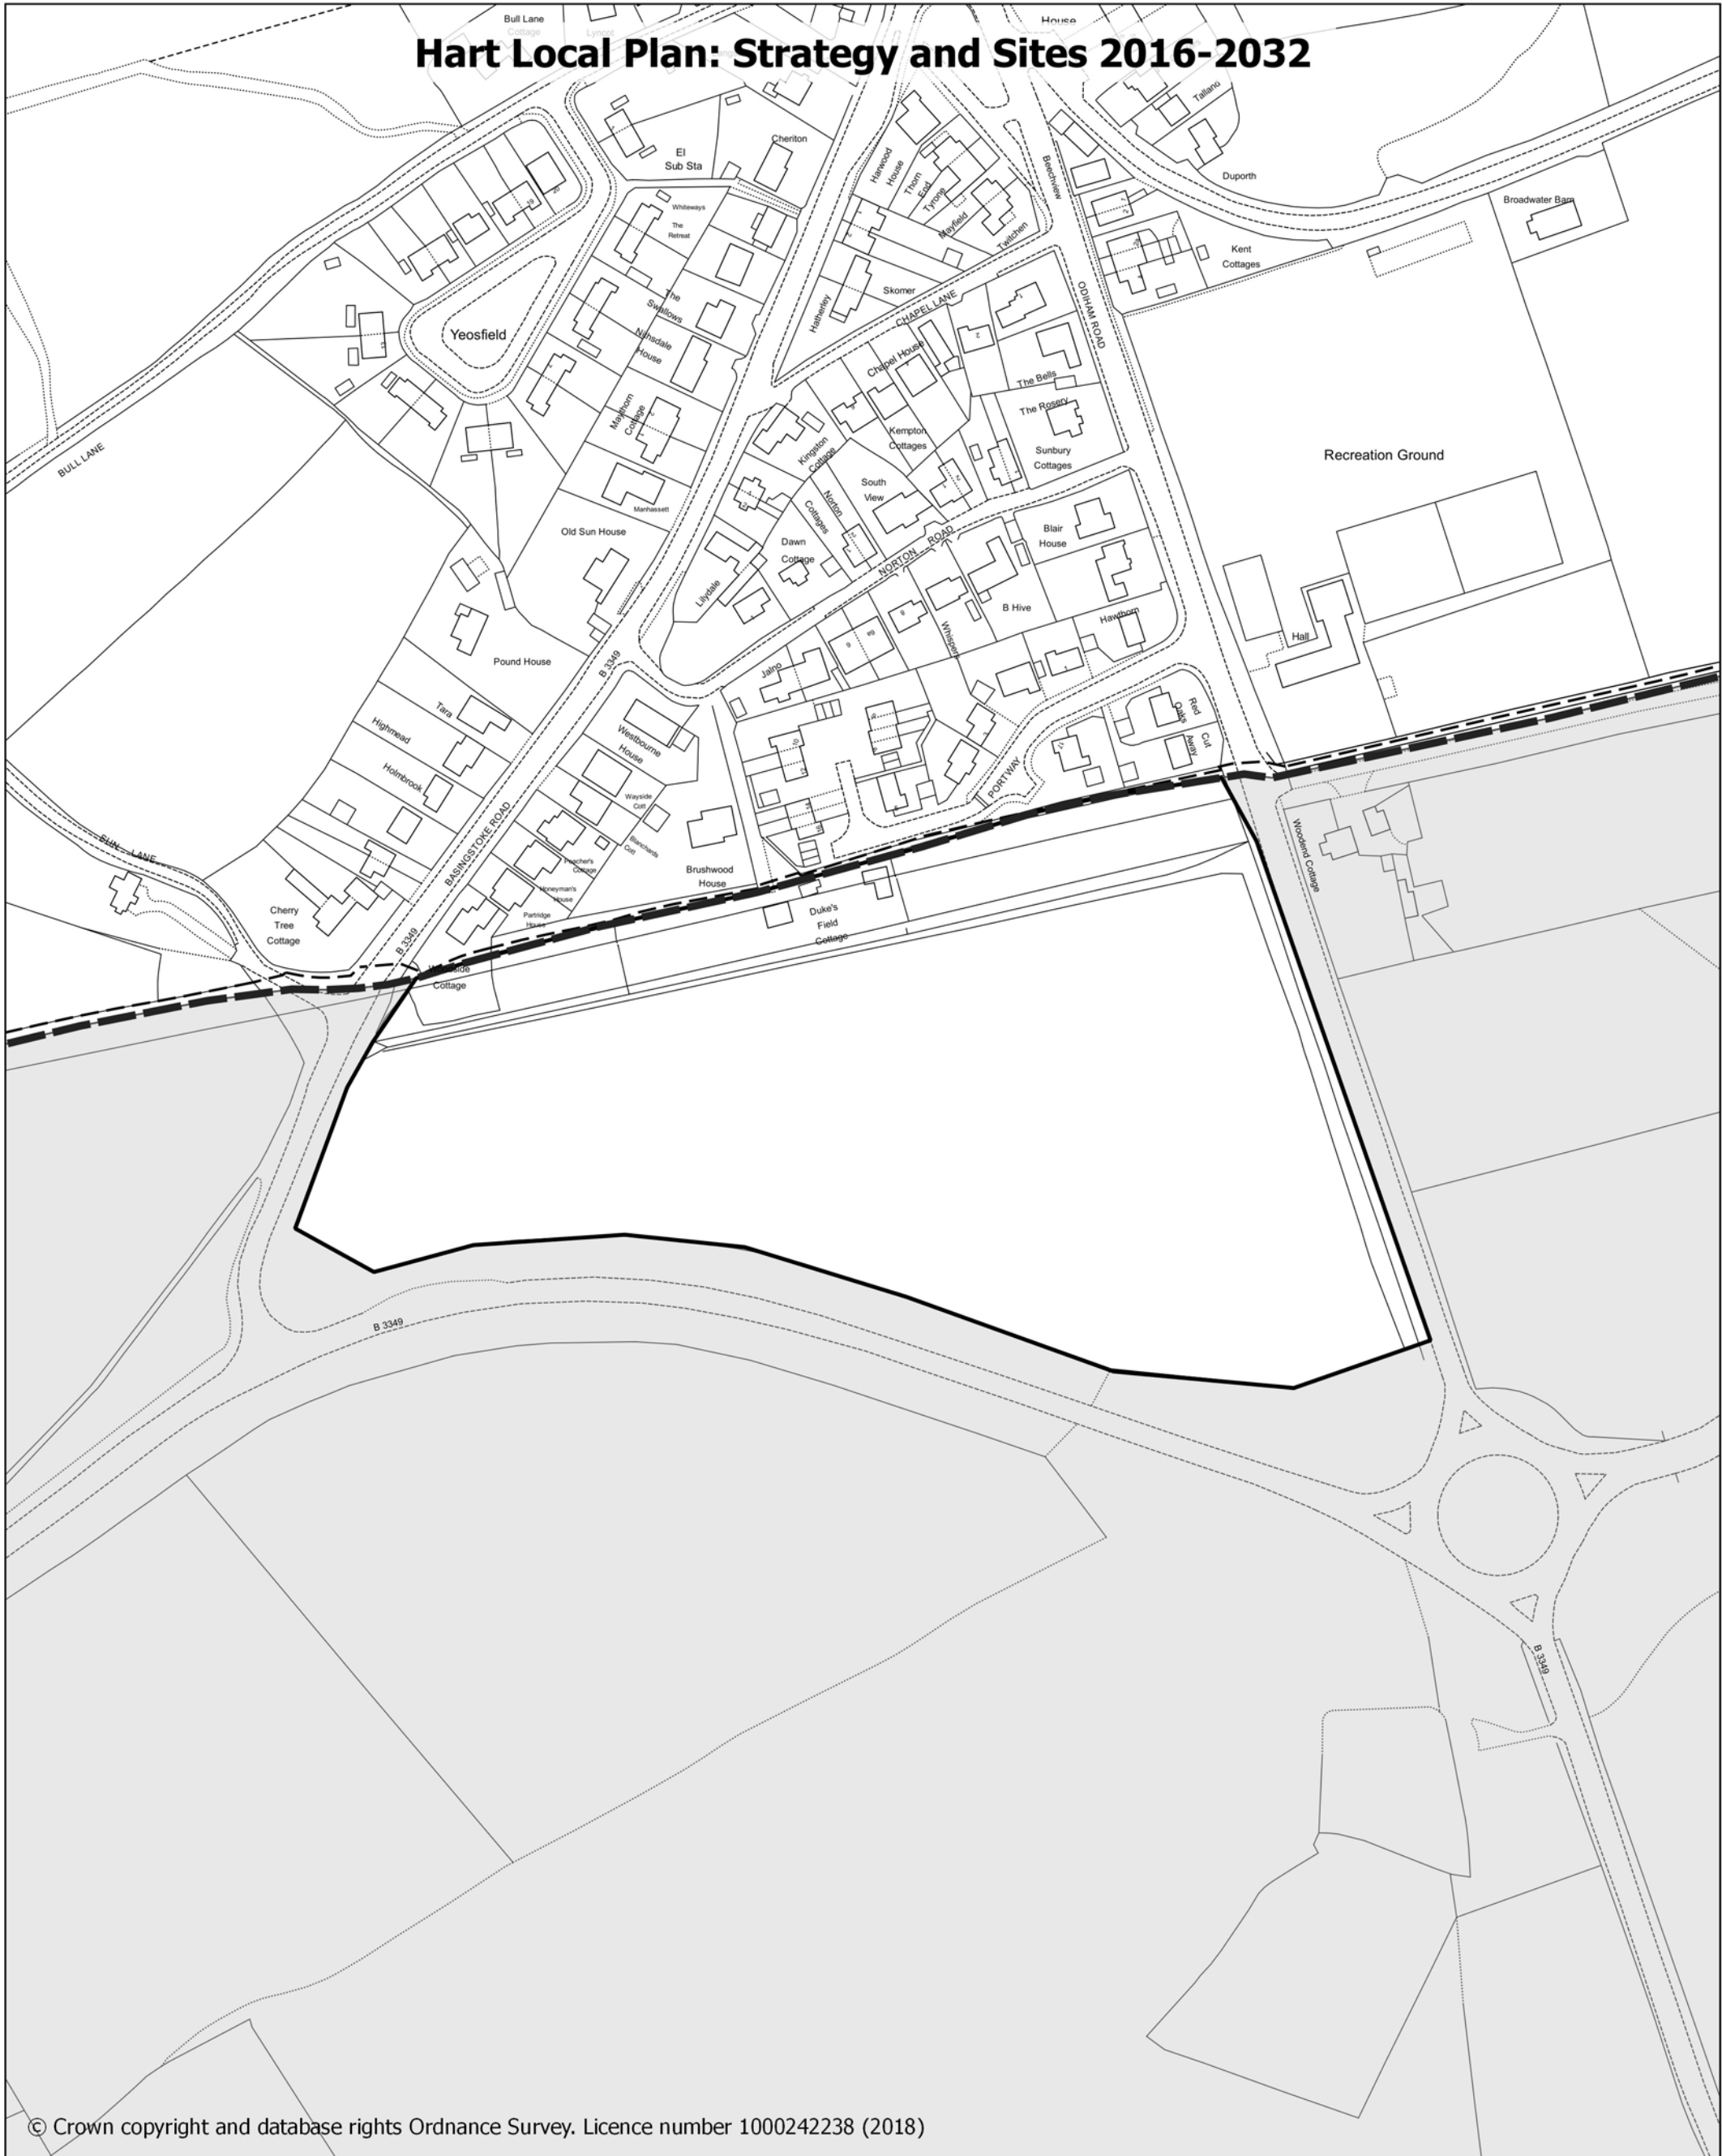 Bull Lane
Cottage
Lyncot
House
Hart Local Plan: Strategy and Sites 2016-2032
Tallano
Cheriton
El
Sub Sta
Harwood
House
Thorn
End
Tyrone
Mayfield
Twitchen
Beechview
Duporth
Broadwater Barn
Kent
Cottages
Whiteways
The
Retreat
The
Swallows
Yeosfield
Hatherley
Skomer
CHAPEL LANE
ODIHAM ROAD
House
Chapel House
The Bells
The Rosery
Maythorn
Cottage
Kingston
Cottage
Kempton
Cottages
Sunbury
Cottages
Recreation Ground
BULL LANE
South
View
Norton
Cottages
Manhassett
Old Sun House
Dawn
Cottage
NORTON ROAD
Blair
House
Lilydale
B Hive
Hawthorn
Whispers
Hall
Pound House
B 3349
Jalno
Tara
Highmead
Holmbrook
Westbourne
House
Red
Oaks
Cut
Away
PORTWAY
Wayside
Cott
Blanchards
Cott
SUN LANE
BASINGSTOKE ROAD
Poacher's
Cottage
Honeyman's
House
Partridge
House
Brushwood
House
Woodend Cottage
Cherry
Tree
Cottage
B 3349
Duke's
Field
Cottage
Woodside
Cottage
B 3349
B 3349
© Crown copyright and database rights Ordnance Survey. Licence number 1000242238 (2018)